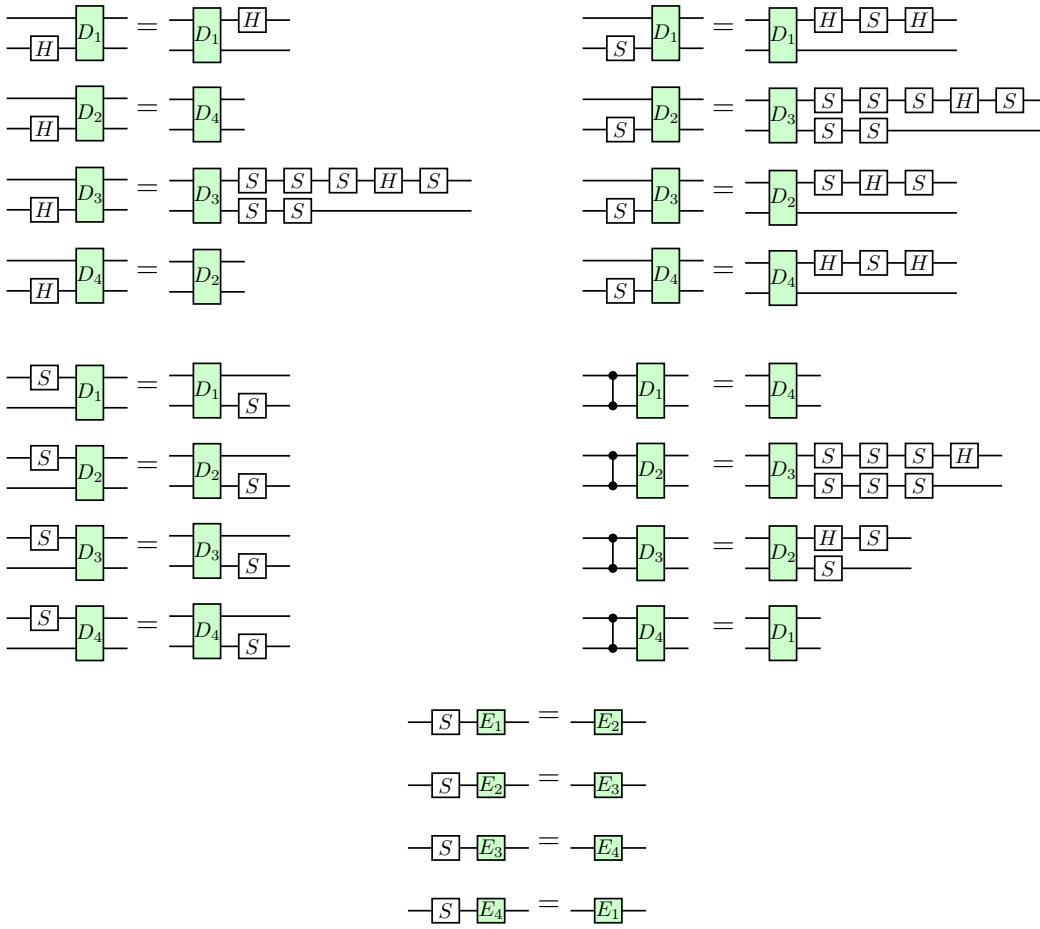 H D₁ = D₁ H
S D₁ = D₁ H S H
H D₂ = D₄
S D₂ = D₃ S S S H S
S S
H D₃ = D₃ S S S H S
S S
S D₃ = D₂ S H S
H D₄ = D₂
S D₄ = D₄ H S H
S D₁ = D₁ S
D₁ = D₄
S D₂ = D₂ S
D₂ = D₃ S S S H
S S S
S D₃ = D₃ S
D₃ = D₂ H S
S
S D₄ = D₄ S
D₄ = D₁
S E₁ = E₂
S E₂ = E₃
S E₃ = E₄
S E₄ = E₁